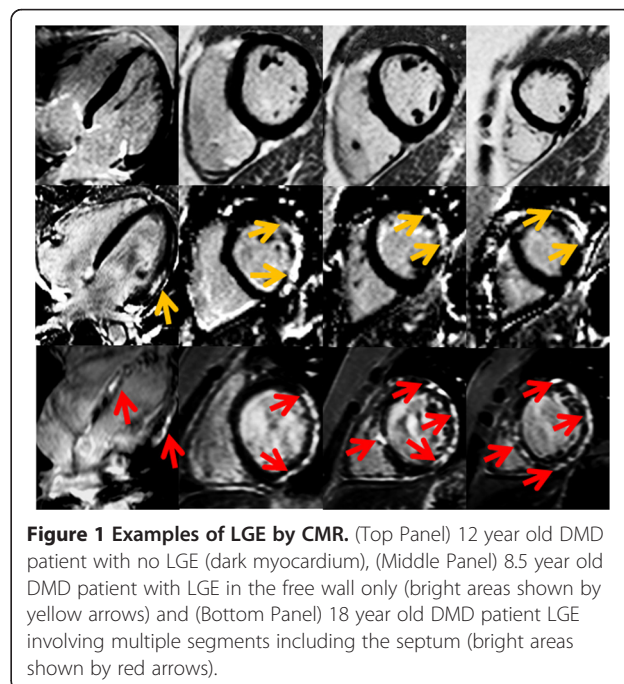 Figure 1 Examples of LGE by CMR. (Top Panel) 12 year old DMD
patient with no LGE (dark myocardium), (Middle Panel) 8.5 year old
DMD patient with LGE in the free wall only (bright areas shown by
yellow arrows) and (Bottom Panel) 18 year old DMD patient LGE
involving multiple segments including the septum (bright areas
shown by red arrows).